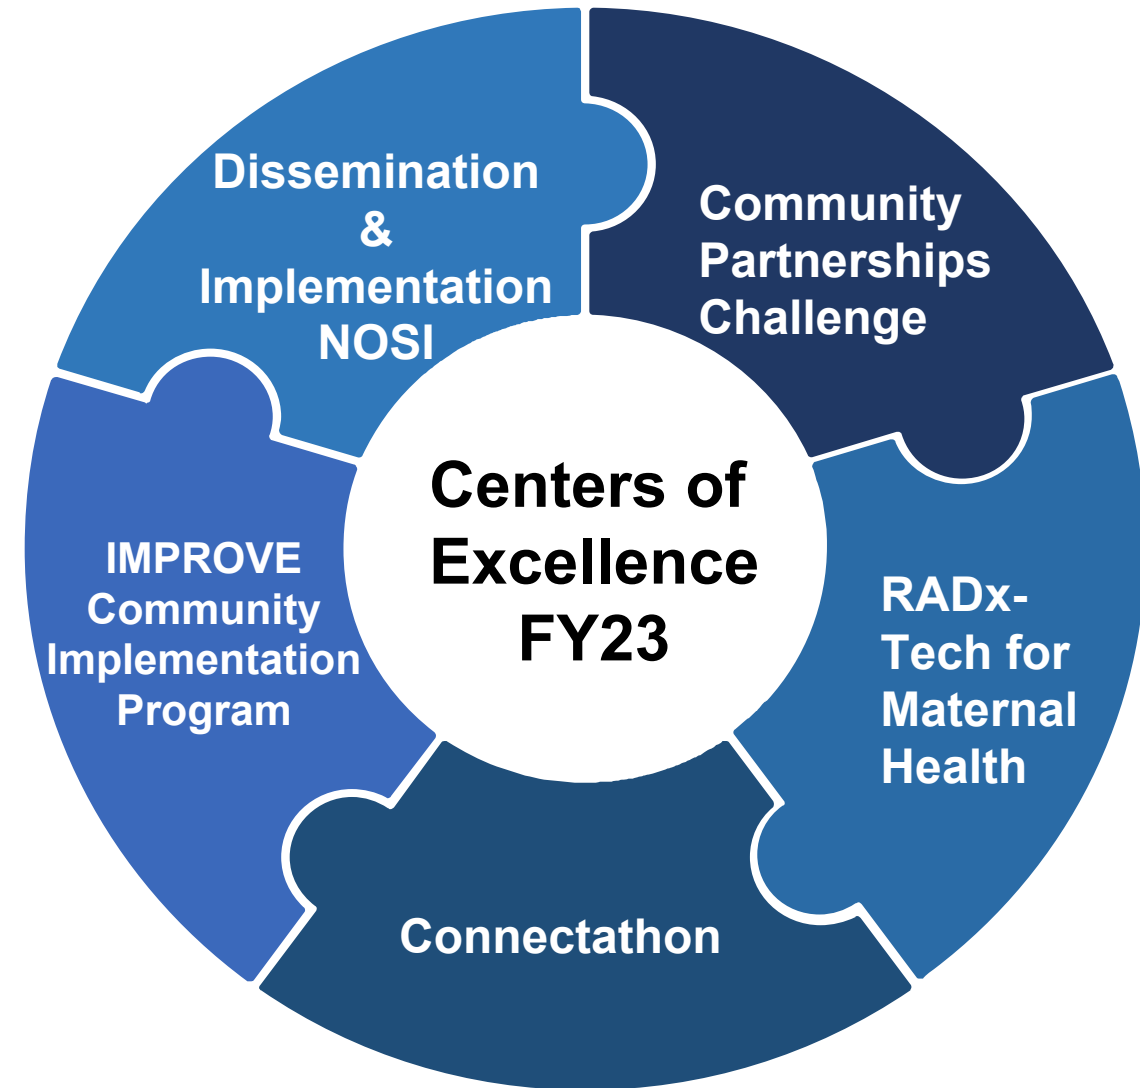 Dissemination
&
Implementation
NOSI
Community
Partnerships
Challenge
Centers of
Excellence
FY23
IMPROVE
Community
Implementation
Program
RADx-
Tech for
Maternal
Health
Connectathon